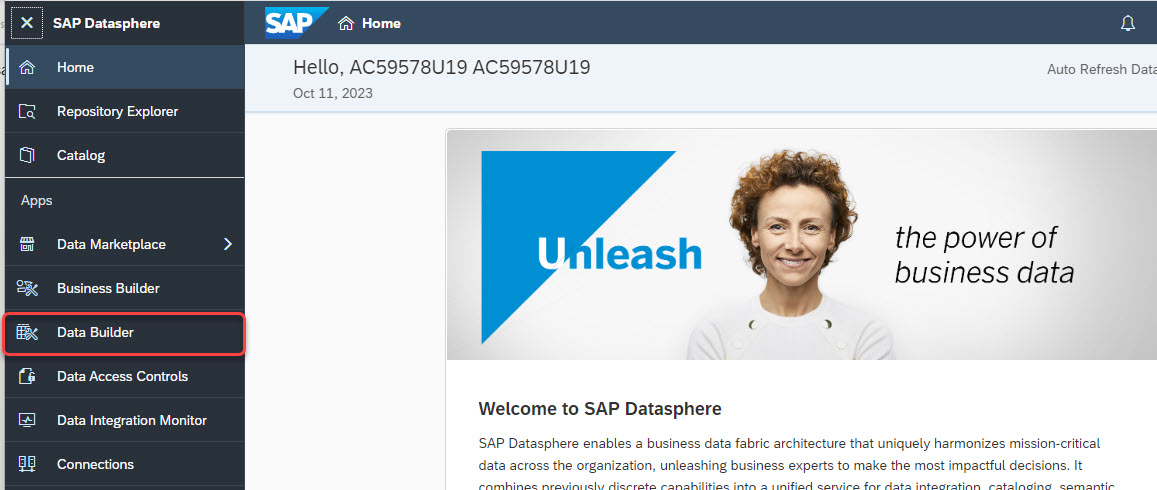 SAP Datasphere
Home
Repository Explorer
Catalog
Apps
Data Marketplace
Business Builder
Data Builder
Data Access Controls
Data Integration Monitor
Connections
SAP
Home
Hello, AC59578U19 AC59578U19
Auto Refresh Data
Oct 11, 2023
Unleash
the power of
business data
Welcome to SAP Datasphere
SAP Datasphere enables a business data fabric architecture that uniquely harmonizes mission-critical
data across the organization, unleashing business experts to make the most impactful decisions. It
combines previously discrete capabilities into a unified service for data integration, cataloging, semantic